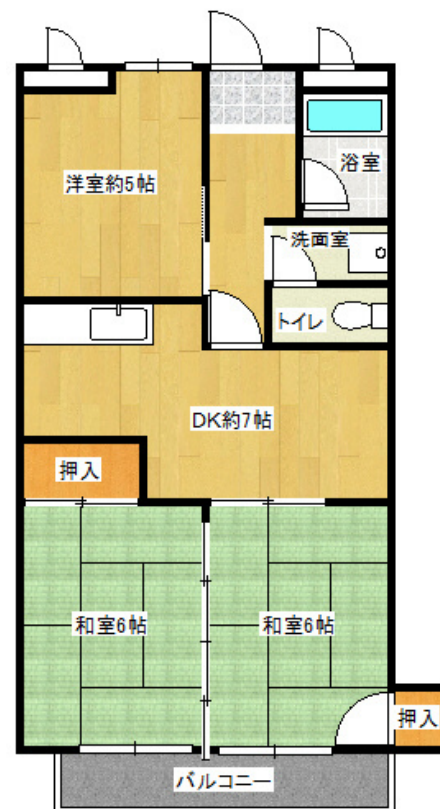 浴室
洋室約5帖
洗面室
トイレ
DK約7帖
押入
和室6帖
和室6帖
押入
バルコニー